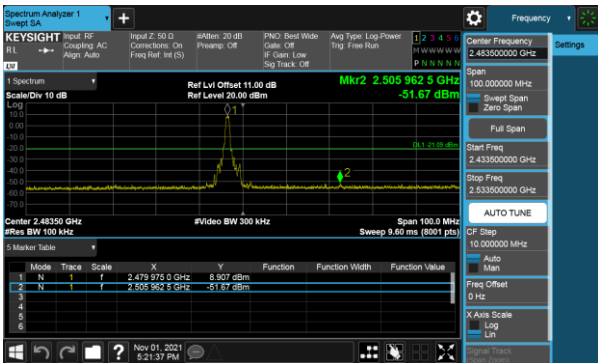 Spectrum Analyzer 1
Swept SA
+
Frequency
KEYSIGHT
RL
Input: RF
Coupling: AC
Align: Auto
Input Z: 50 Ω
Corrections: On
Freq Ref: Int (S)
#Atten: 20 dB
Preamp: Off
PNO: Best Wide
Gate: Off
IF Gain: Low
Sig Track: Off
Avg Type: Log-Power
Trig: Free Run
1 2 3 4 5 6
M W W W W W
P N N N N N
LXI
1 Spectrum
Scale/Div 10 dB
Ref Lvl Offset 11.00 dB
Ref Level 20.00 dBm
Mkr2 2.505 962 5 GHz
-51.67 dBm
Log
10.0
0.00
-10.0
-20.0
-30.0
-40.0
-50.0
-60.0
-70.0
1
DL1 -21.09 dBm
2
Center 2.48350 GHz
#Res BW 100 kHz
#Video BW 300 kHz
Span 100.0 MHz
Sweep 9.60 ms (8001 pts)
5 Marker Table
Mode Trace Scale X Y Function Function Width Function Value
1 N 1 f 2.479 975 0 GHz 8.907 dBm
2 N 1 f 2.505 962 5 GHz -51.67 dBm
3
4
5
6
Nov 01, 2021
5:21:37 PM
Center Frequency
2.483500000 GHz
Settings
Span
100.000000 MHz
Swept Span
Zero Span
Full Span
Start Freq
2.433500000 GHz
Stop Freq
2.533500000 GHz
AUTO TUNE
CF Step
10.000000 MHz
Auto
Man
Freq Offset
0 Hz
X Axis Scale
Log
Lin
Signal Track
(Span Zoom)